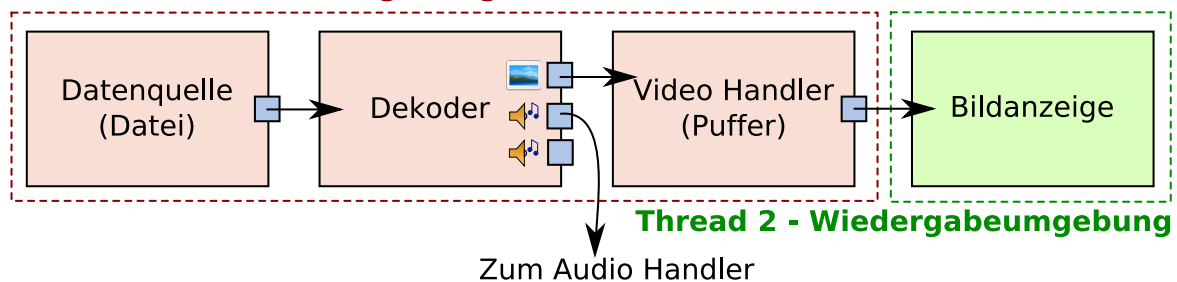 Datenquelle
(Datei)
Dekoder
Video Handler
(Puffer)
Bildanzeige
Thread 2 - Wiedergabeumgebung
Zum Audio Handler